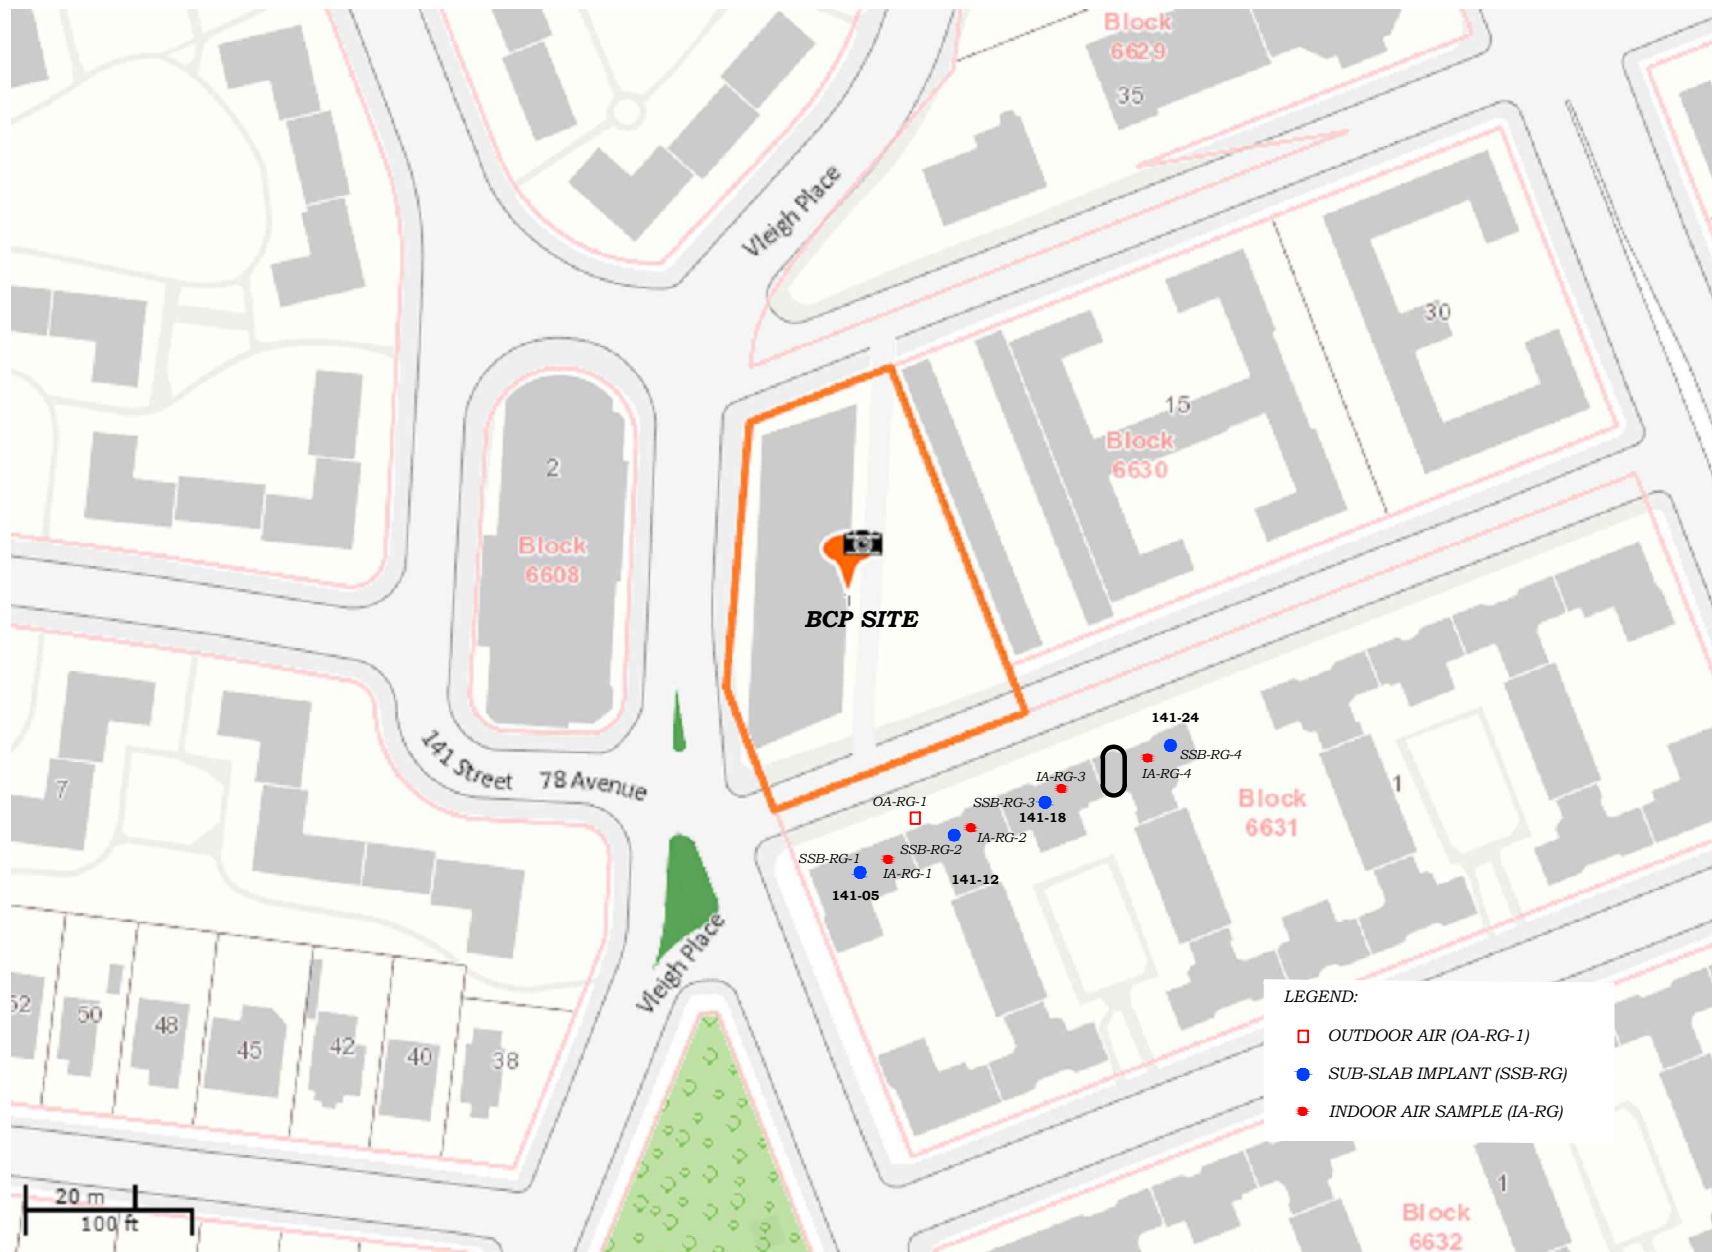 Block
6629
35
Vleigh Place
30
15
Block
6630
2
Block
6608
1
BCP SITE
141 Street
78 Avenue
7
141-24
SSB-RG-4
IA-RG-4
IA-RG-3
SSB-RG-3
141-18
OA-RG-1
IA-RG-2
SSB-RG-2
141-12
SSB-RG-1
IA-RG-1
141-05
1
Block
6631
Vleigh Place
52
50
48
45
42
40
38
LEGEND:
OUTDOOR AIR (OA-RG-1)
SUB-SLAB IMPLANT (SSB-RG)
INDOOR AIR SAMPLE (IA-RG)
20 m
100 ft
1
Block
6632